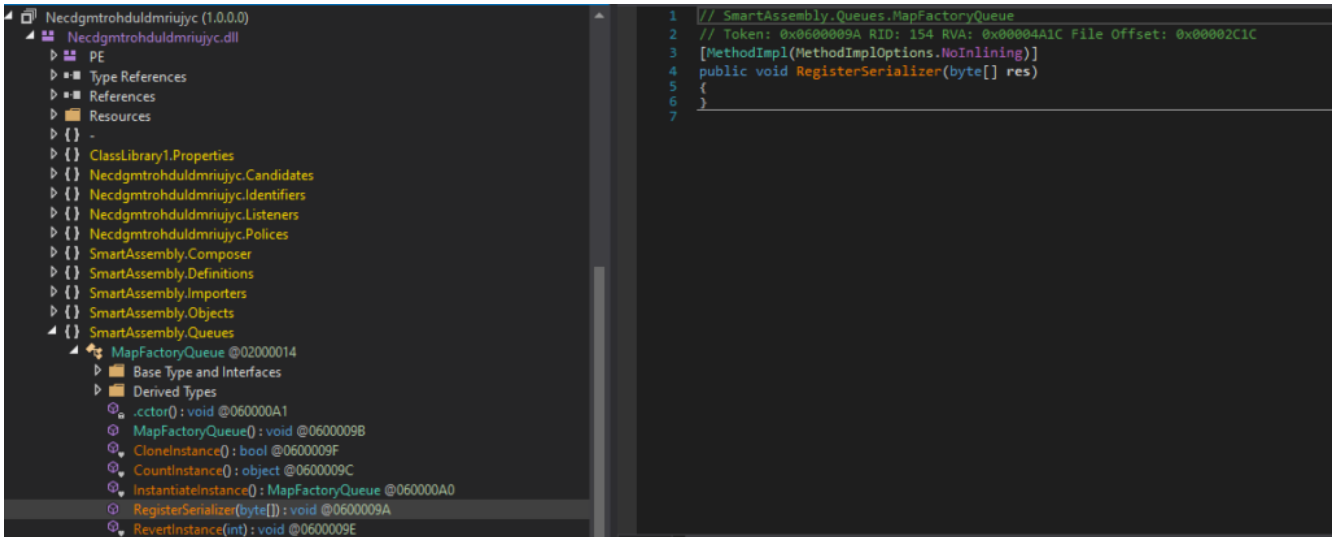 Necdgmtrohduldmriujyc (1.0.0.0)
Necdgmtrohduldmriujyc.dll
PE
Type References
References
Resources
{ } -
{ } ClassLibrary1.Properties
{ } Necdgmtrohduldmriujyc.Candidates
{ } Necdgmtrohduldmriujyc.Identifiers
{ } Necdgmtrohduldmriujyc.Listeners
{ } Necdgmtrohduldmriujyc.Polices
{ } SmartAssembly.Composer
{ } SmartAssembly.Definitions
{ } SmartAssembly.Importers
{ } SmartAssembly.Objects
{ } SmartAssembly.Queues
MapFactoryQueue @02000014
Base Type and Interfaces
Derived Types
.cctor() : void @060000A1
MapFactoryQueue() : void @0600009B
CloneInstance() : bool @0600009F
CountInstance() : object @0600009C
InstantiateInstance() : MapFactoryQueue @060000A0
RegisterSerializer(byte[]) : void @0600009A
RevertInstance(int) : void @0600009E
1 // SmartAssembly.Queues.MapFactoryQueue
2 // Token: 0x0600009A RID: 154 RVA: 0x00004A1C File Offset: 0x00002C1C
3 [MethodImpl(MethodImplOptions.NoInlining)]
4 public void RegisterSerializer(byte[] res)
5 {
6 }
7